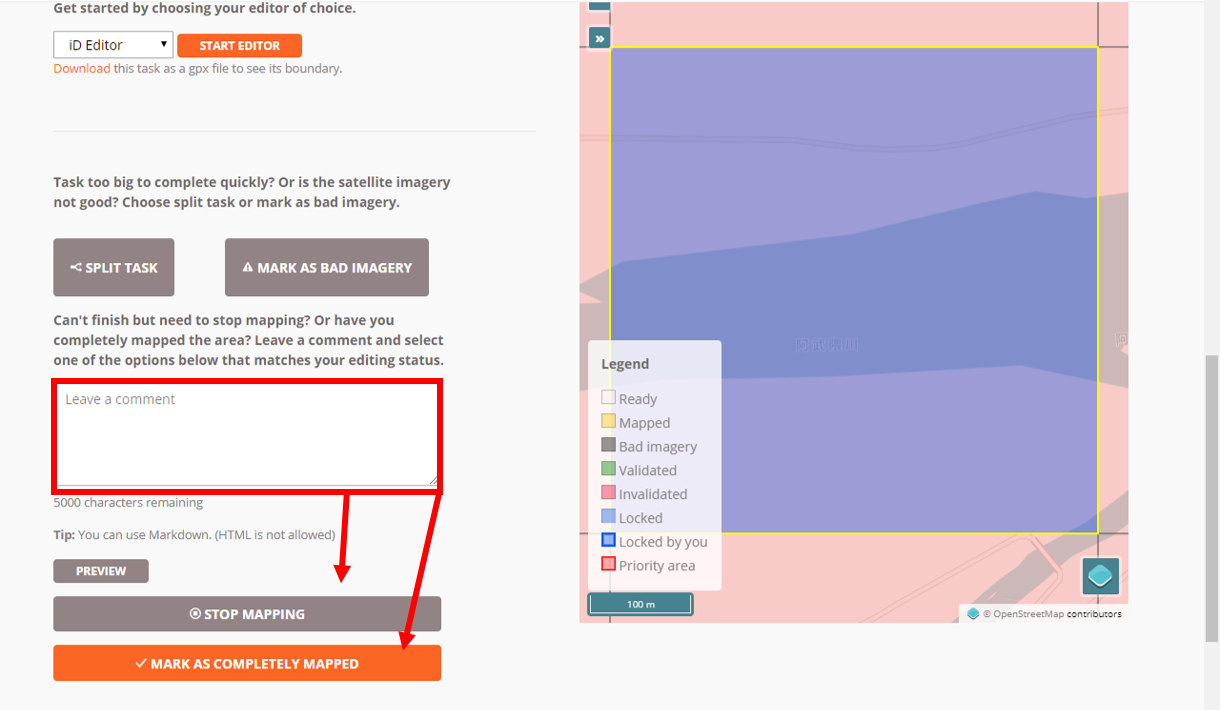 Get started by choosing your editor of choice.
iD Editor
START EDITOR
Download this task as a gpx file to see its boundary.
Task too big to complete quickly? Or is the satellite imagery
not good? Choose split task or mark as bad imagery.
SPLIT TASK
MARK AS BAD IMAGERY
Can't finish but need to stop mapping? Or have you
completely mapped the area? Leave a comment and select
one of the options below that matches your editing status.
Leave a comment
5000 characters remaining
Tip: You can use Markdown. (HTML is not allowed)
PREVIEW
STOP MAPPING
MARK AS COMPLETELY MAPPED
»
Legend
Ready
Mapped
Bad imagery
Validated
Invalidated
Locked
Locked by you
Priority area
100 m
© OpenStreetMap contributors